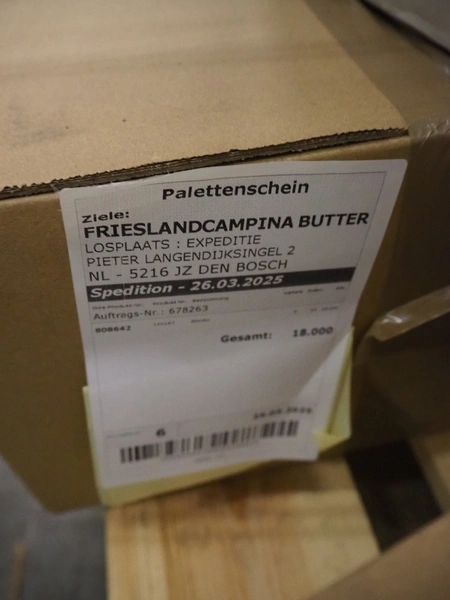 Palettenschein
Ziele:
FRIESLANDCAMPINA BUTTER
LOSPLAATS : EXPEDITIE
PIETER LANGENDIJKSINGEL 2
NL - 5216 JZ DEN BOSCH
Spedition - 26.03.2025
Auftrags-Nr.: 678263
808642
Gesamt: 18.000
6